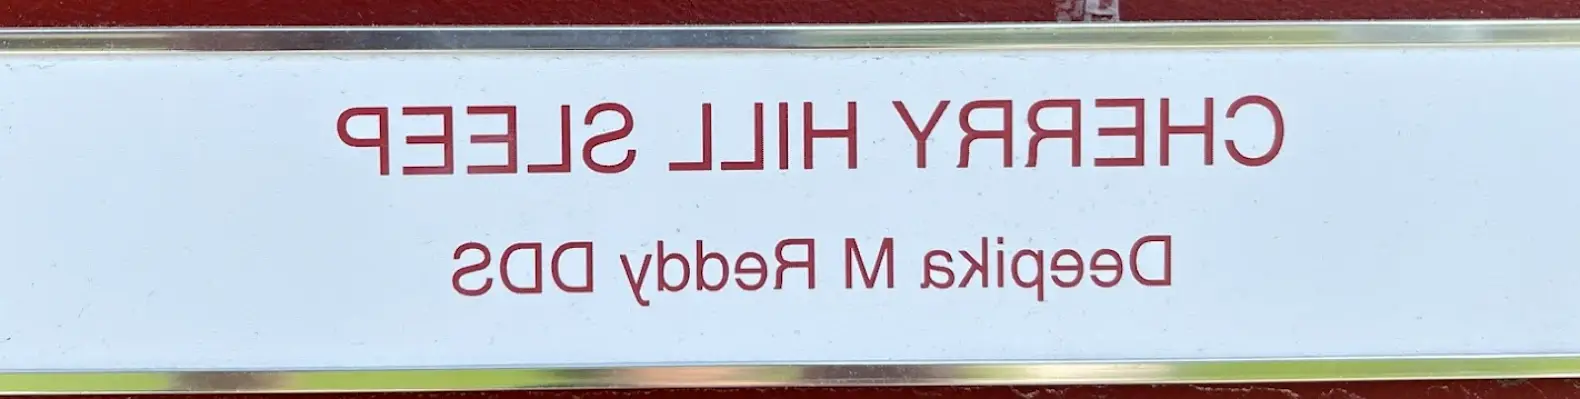 CHERRY HILL SLEEP
Deepika M Reddy DDS